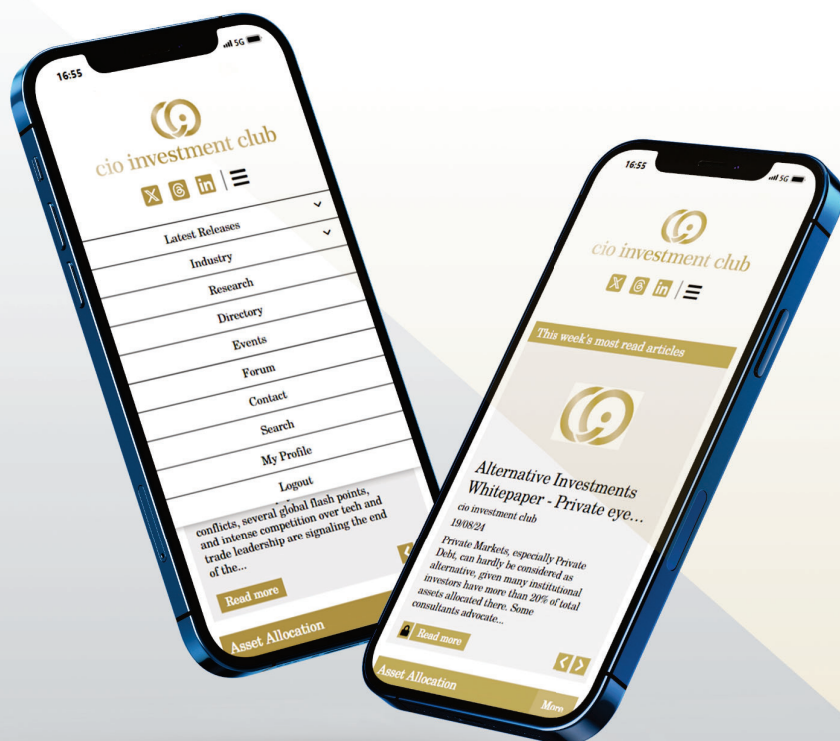 16:55
5G
cio investment club
Latest Releases
Industry
Research
Directory
Events
Forum
Contact
Search
My Profile
Logout
conflicts, several global flash points,
and intense competition over tech and
trade leadership are signaling the end
of the...
Read more
Asset Allocation
16:55
5G
cio investment club
This week's most read articles
Alternative Investments
Whitepaper - Private eye...
cio investment club
19/08/24
Private Markets, especially Private
Debt, can hardly be considered as
alternative, given many institutional
investors have more than 20% of total
assets allocated there. Some
consultants advocate...
Read more
Asset Allocation
More